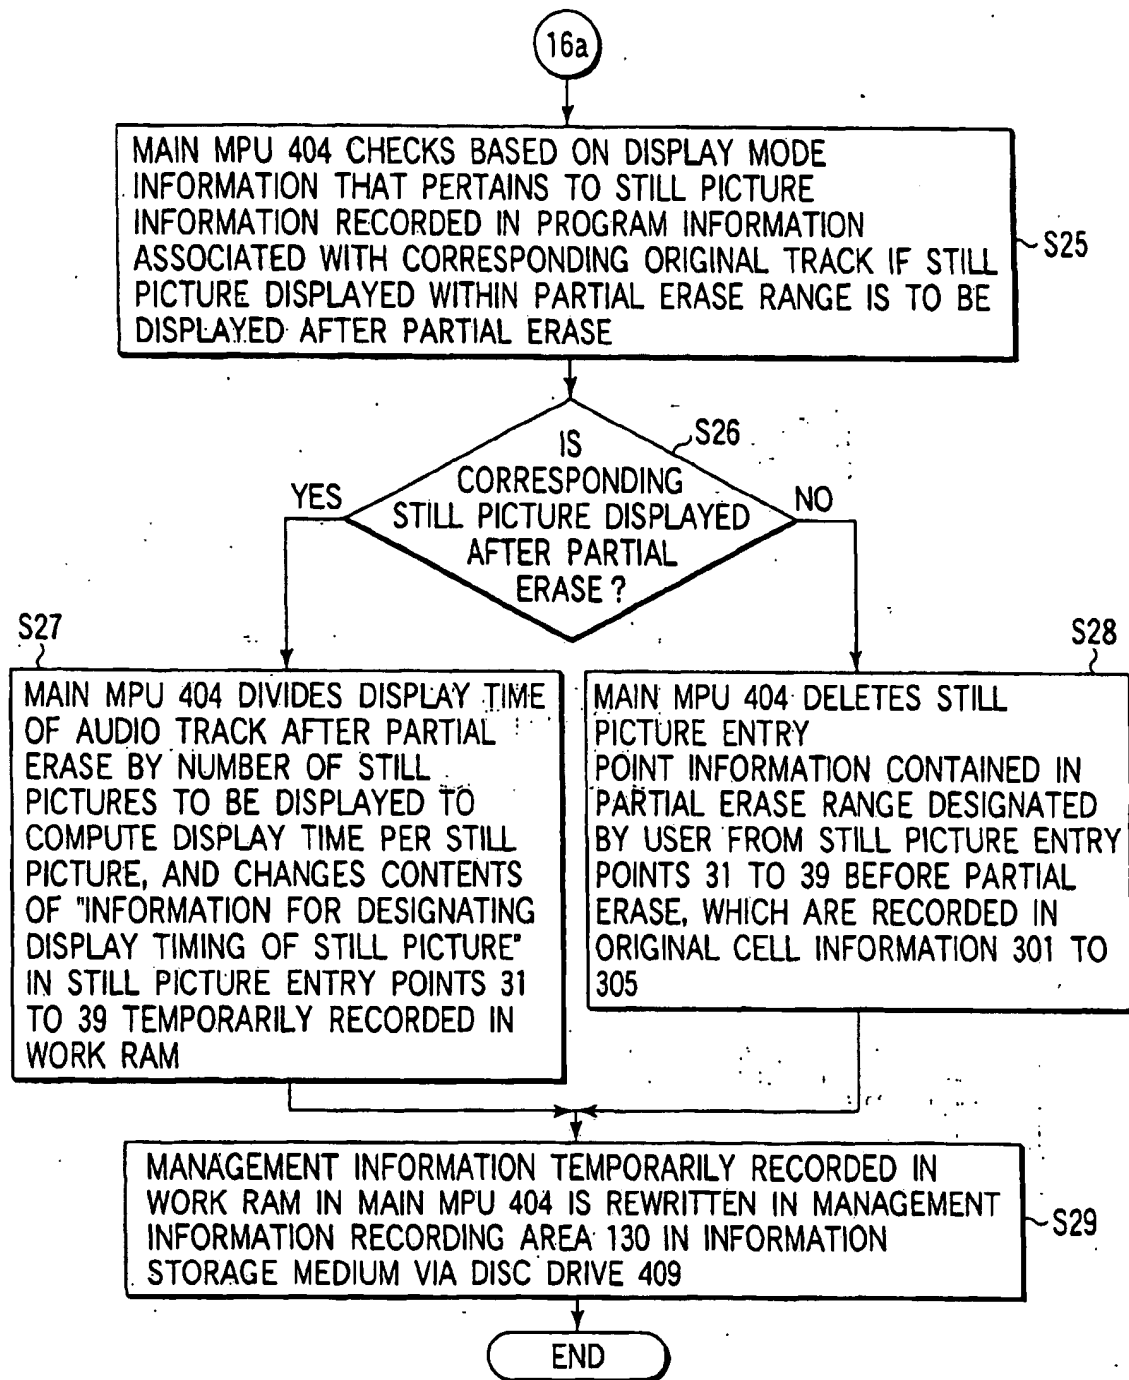 16a
MAIN MPU 404 CHECKS BASED ON DISPLAY MODE
INFORMATION THAT PERTAINS TO STILL PICTURE
INFORMATION RECORDED IN PROGRAM INFORMATION
ASSOCIATED WITH CORRESPONDING ORIGINAL TRACK IF STILL
PICTURE DISPLAYED WITHIN PARTIAL ERASE RANGE IS TO BE
DISPLAYED AFTER PARTIAL ERASE
S25
S26
IS
CORRESPONDING
STILL PICTURE DISPLAYED
AFTER PARTIAL
ERASE?
YES
NO
S27
MAIN MPU 404 DIVIDES DISPLAY TIME
OF AUDIO TRACK AFTER PARTIAL
ERASE BY NUMBER OF STILL
PICTURES TO BE DISPLAYED TO
COMPUTE DISPLAY TIME PER STILL
PICTURE, AND CHANGES CONTENTS
OF "INFORMATION FOR DESIGNATING
DISPLAY TIMING OF STILL PICTURE"
IN STILL PICTURE ENTRY POINTS 31
TO 39 TEMPORARILY RECORDED IN
WORK RAM
S28
MAIN MPU 404 DELETES STILL
PICTURE ENTRY
POINT INFORMATION CONTAINED IN
PARTIAL ERASE RANGE DESIGNATED
BY USER FROM STILL PICTURE ENTRY
POINTS 31 TO 39 BEFORE PARTIAL
ERASE, WHICH ARE RECORDED IN
ORIGINAL CELL INFORMATION 301 TO
305
MANAGEMENT INFORMATION TEMPORARILY RECORDED IN
WORK RAM IN MAIN MPU 404 IS REWRITTEN IN MANAGEMENT
INFORMATION RECORDING AREA 130 IN INFORMATION
STORAGE MEDIUM VIA DISC DRIVE 409
S29
END